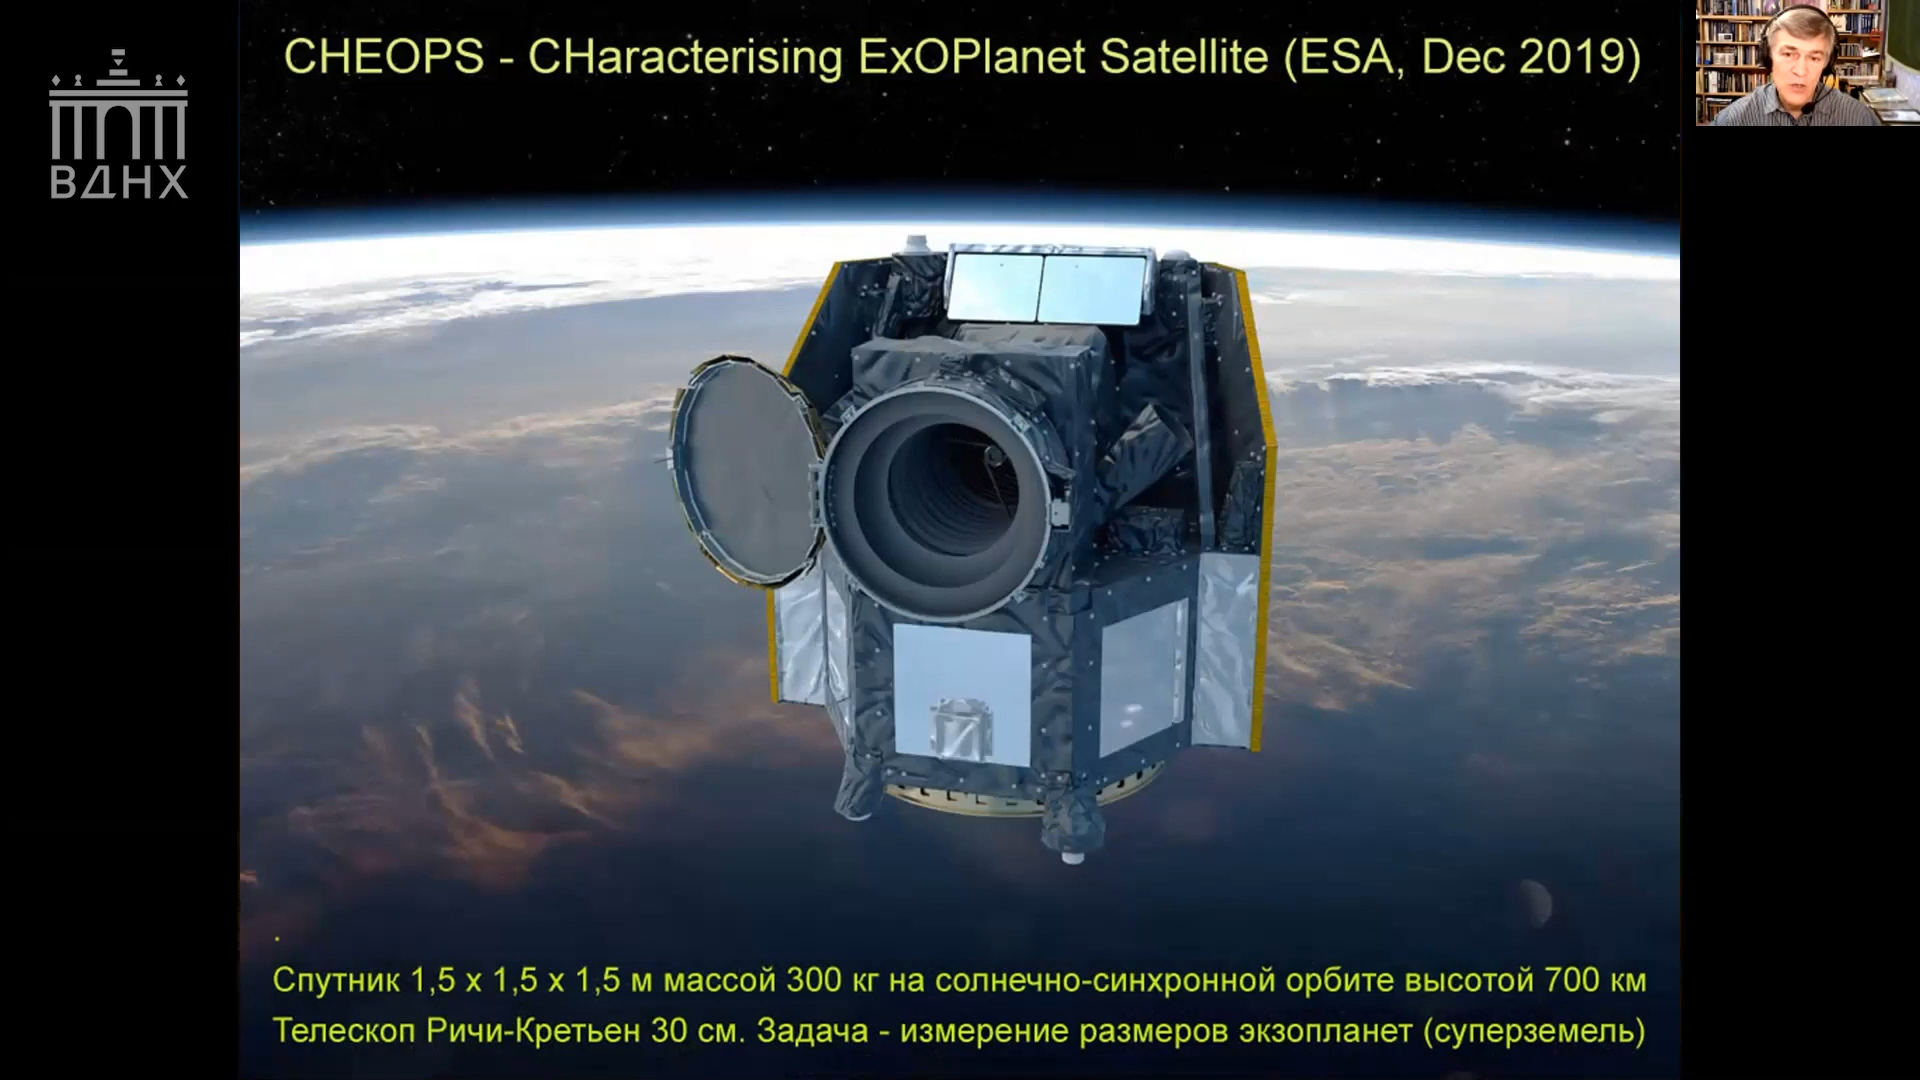 CHEOPS - CHaracterising ExOPlanet Satellite (ESA, Dec 2019)
ВДНХ
Спутник 1,5 х 1,5 х 1,5 м массой 300 кг на солнечно-синхронной орбите высотой 700 км
Телескоп Ричи-Кретьен 30 см. Задача - измерение размеров экзопланет (суперземель)